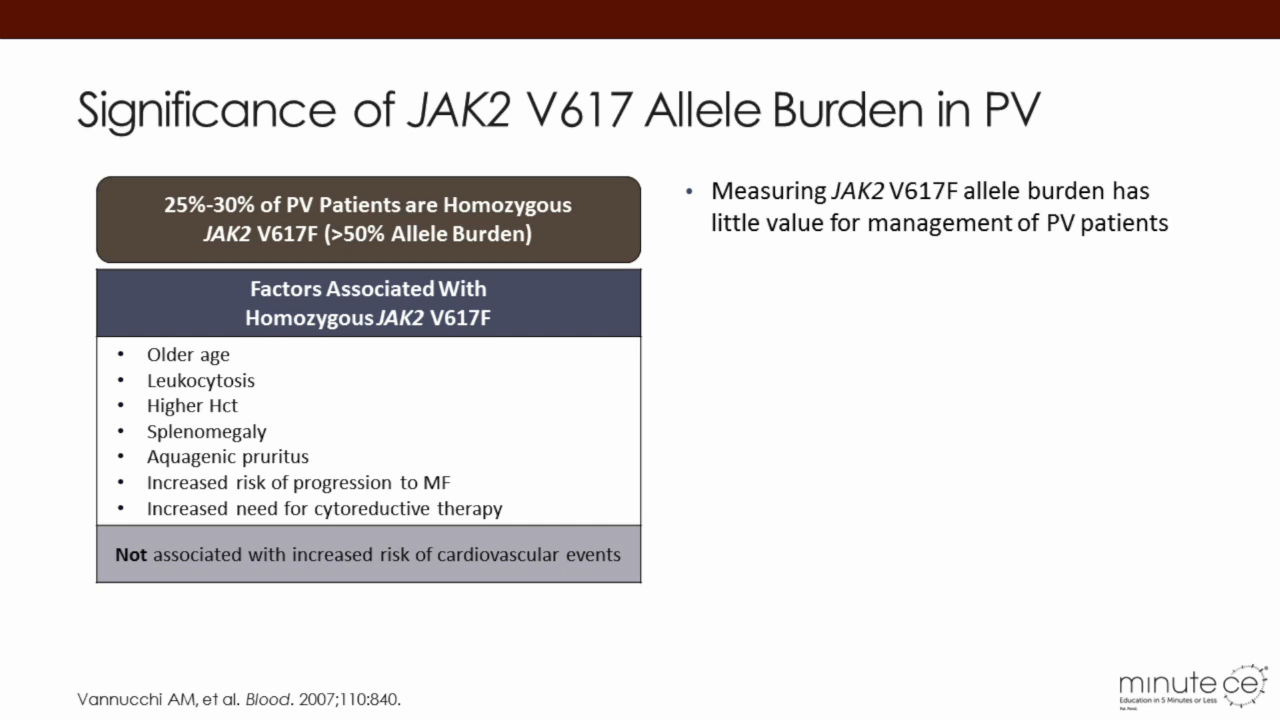 Significance of JAK2 V617 Allele Burden in PV
25%-30% of PV Patients are Homozygous
JAK2 V617F (>50% Allele Burden)
Factors Associated With
Homozygous JAK2 V617F
• Older age
• Leukocytosis
• Higher Hct
• Splenomegaly
• Aquagenic pruritus
• Increased risk of progression to MF
• Increased need for cytoreductive therapy
Not associated with increased risk of cardiovascular events
• Measuring JAK2 V617F allele burden has
little value for management of PV patients
Vannucchi AM, et al. Blood. 2007;110:840.
minute ce
Education in 5 Minutes or Less